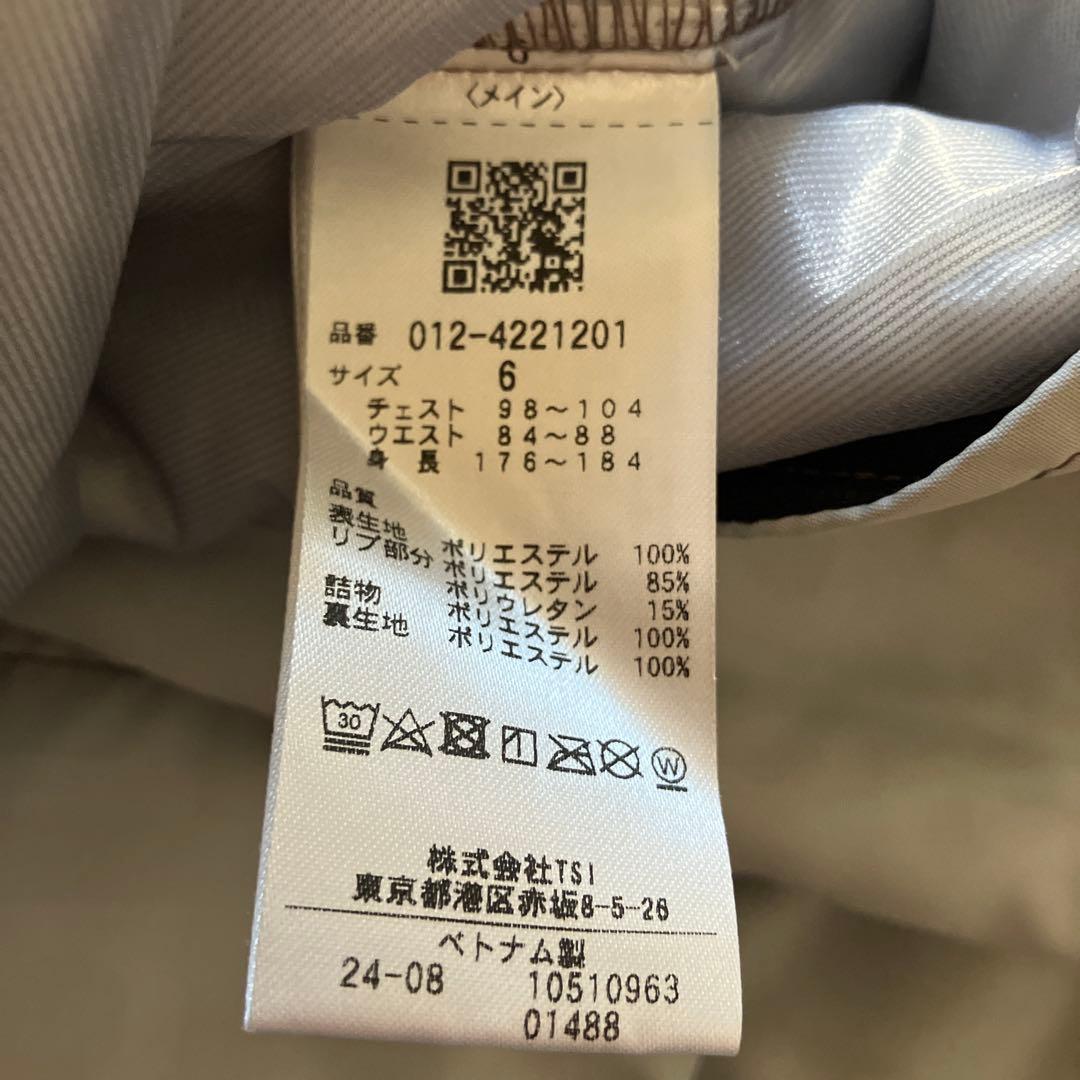 〈メイン〉
品番 012-4221201
サイズ 6
チェスト 98～104
ウエスト 84～88
身長 176～184
品質
表生地 ポリエステル 100%
リブ部分 ポリエステル 85%
ポリウレタン 15%
詰物 ポリエステル 100%
裏生地 ポリエステル 100%
30
W
株式会社TSI
東京都港区赤坂8-5-26
ベトナム製
24-08 10510963
01488